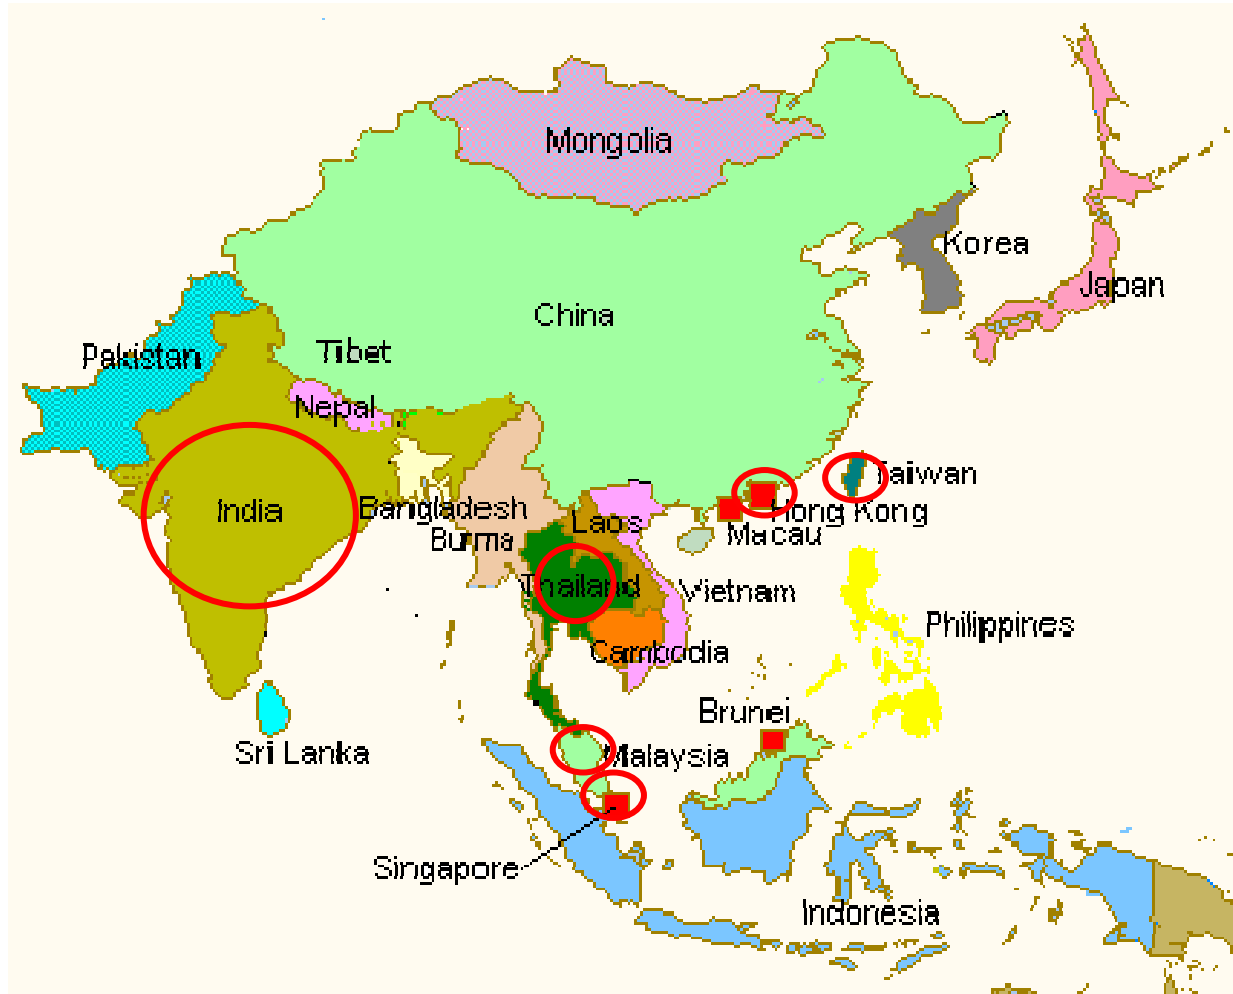 Mongolia
Korea
Japan
China
Tibet
Pakistan
Nepal
Taiwan
India
Bangladesh
Hong Kong
Laos
Macau
Burma
Thailand
Vietnam
Philippines
Cambodia
Brunei
Sri Lanka
Malaysia
Singapore
Indonesia